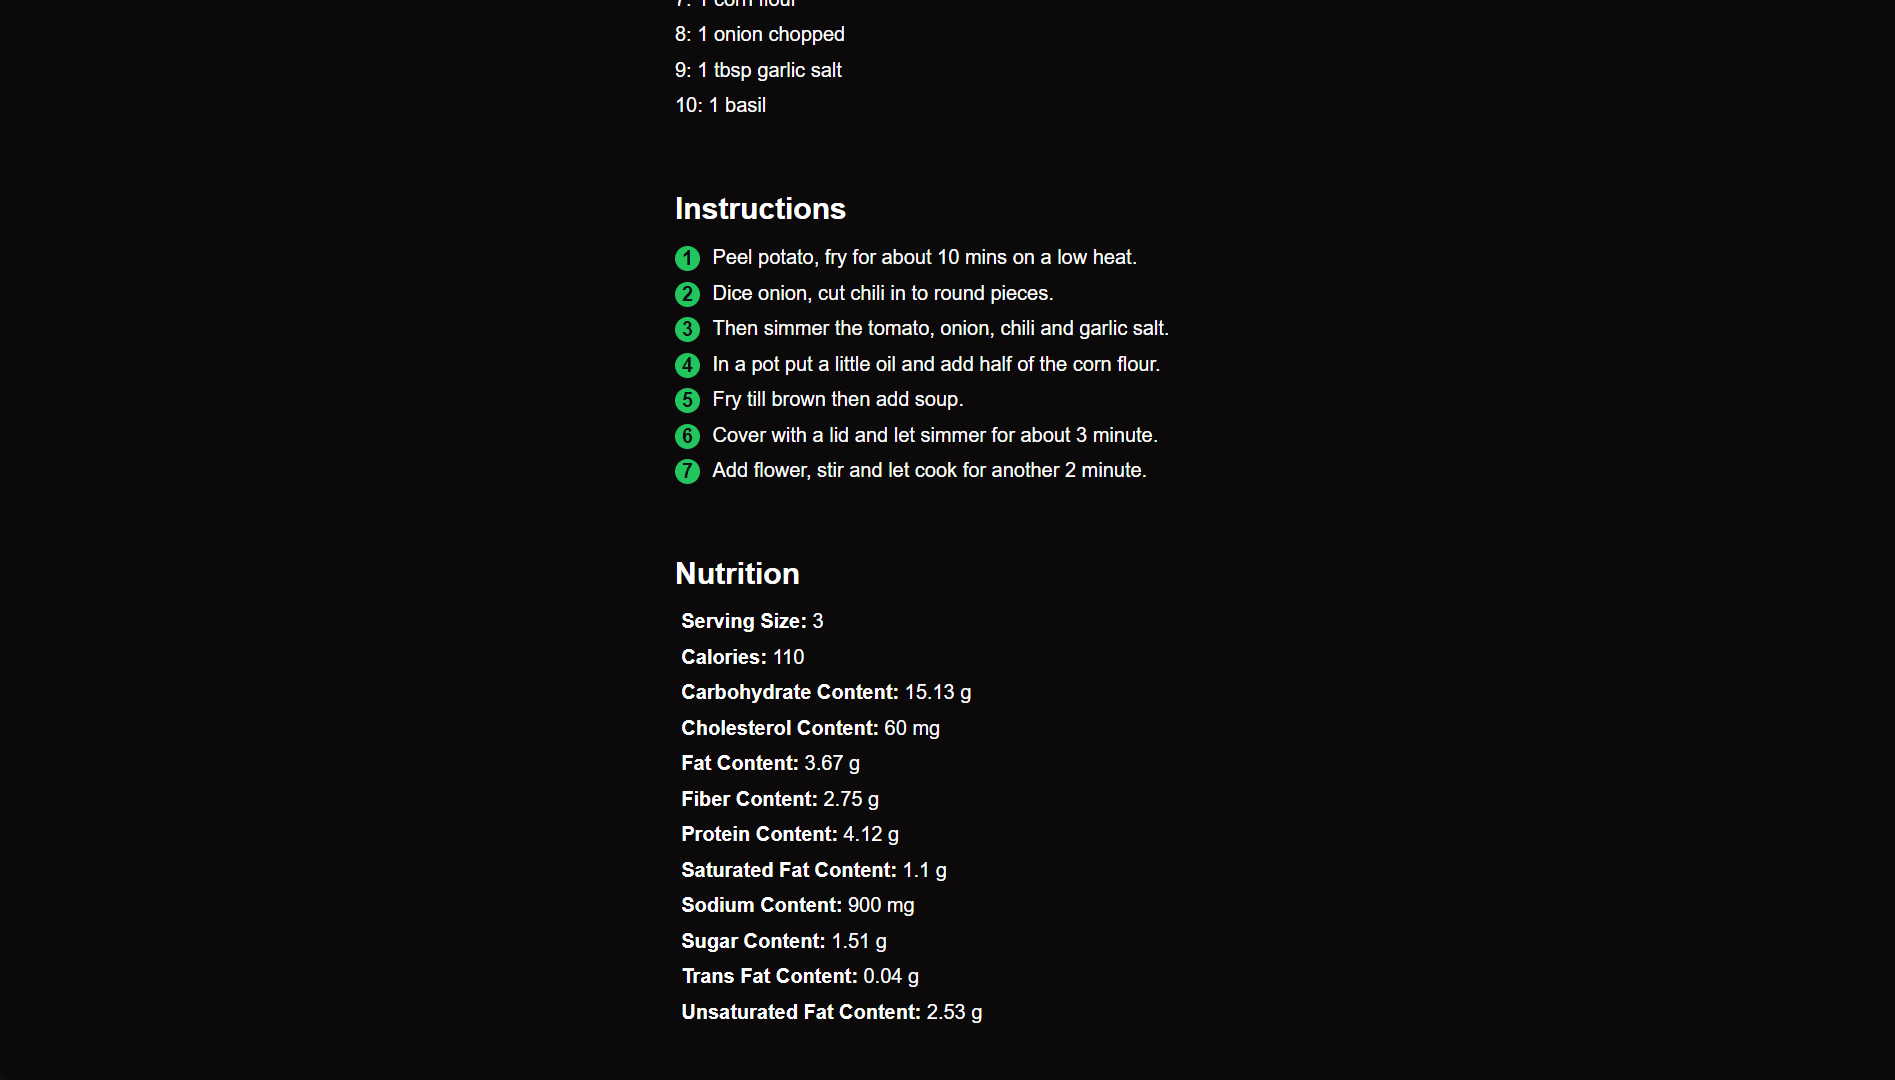 7: 1 corn flour
8: 1 onion chopped
9: 1 tbsp garlic salt
10: 1 basil
Instructions
1 Peel potato, fry for about 10 mins on a low heat.
2 Dice onion, cut chili in to round pieces.
3 Then simmer the tomato, onion, chili and garlic salt.
4 In a pot put a little oil and add half of the corn flour.
5 Fry till brown then add soup.
6 Cover with a lid and let simmer for about 3 minute.
7 Add flower, stir and let cook for another 2 minute.
Nutrition
Serving Size: 3
Calories: 110
Carbohydrate Content: 15.13 g
Cholesterol Content: 60 mg
Fat Content: 3.67 g
Fiber Content: 2.75 g
Protein Content: 4.12 g
Saturated Fat Content: 1.1 g
Sodium Content: 900 mg
Sugar Content: 1.51 g
Trans Fat Content: 0.04 g
Unsaturated Fat Content: 2.53 g